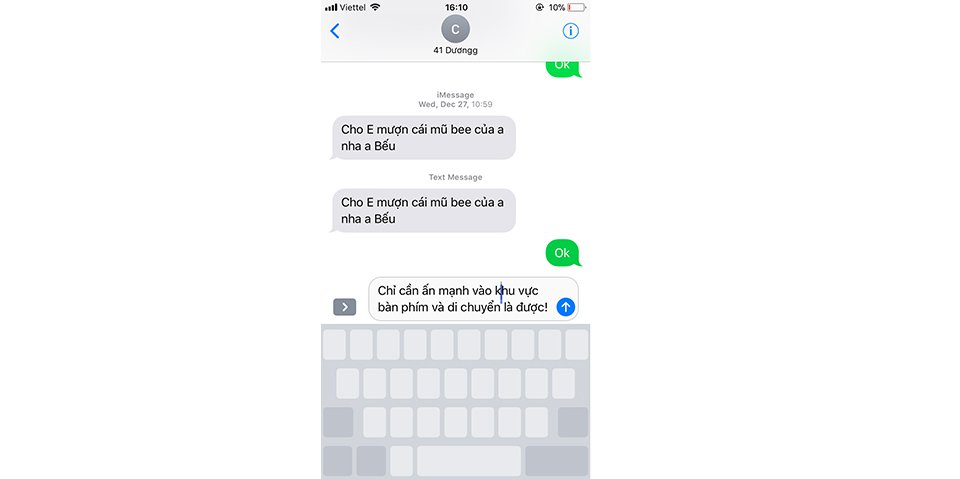 Viettel 16:10 10%
C
41 Dươngg
Ok
iMessage
Wed, Dec 27, 10:59
Cho E mượn cái mũ bee của a
nha a Bếu
Text Message
Cho E mượn cái mũ bee của a
nha a Bếu
Ok
Chỉ cần ấn mạnh vào khu vực
bàn phím và di chuyển là được!